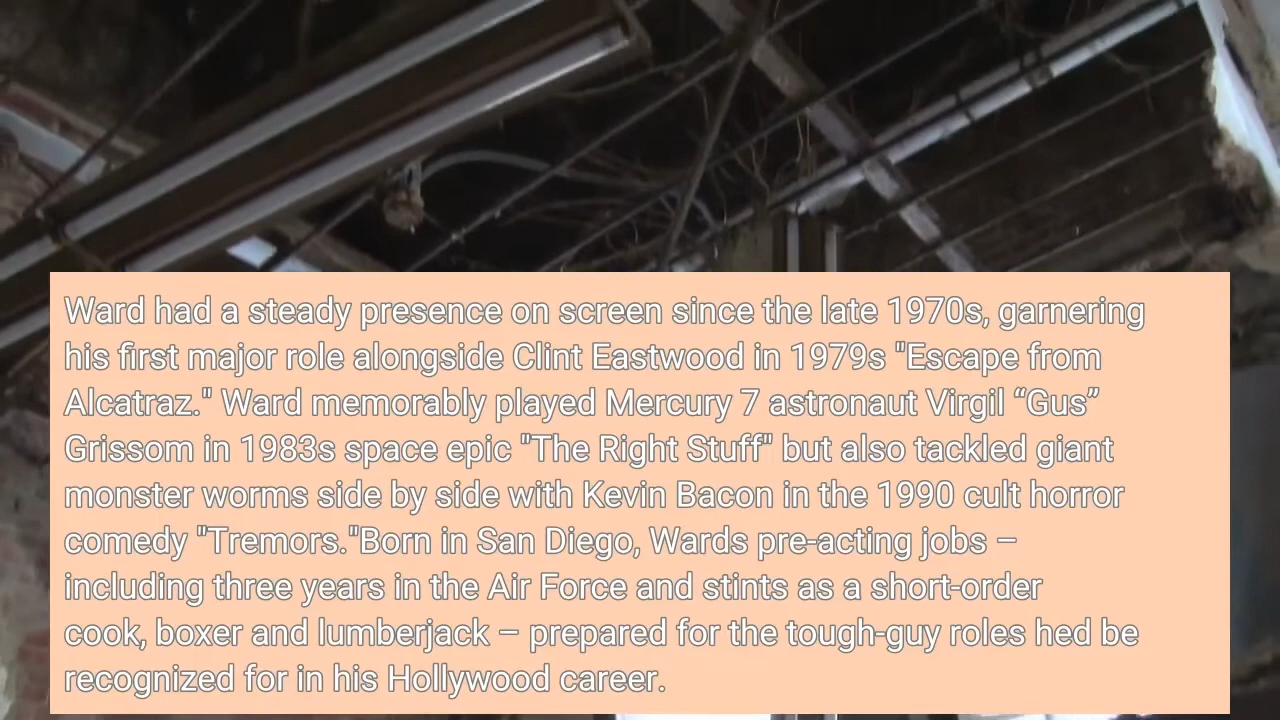 Ward had a steady presence on screen since the late 1970s, garnering
his first major role alongside Clint Eastwood in 1979s "Escape from
Alcatraz." Ward memorably played Mercury 7 astronaut Virgil “Gus”
Grissom in 1983s space epic "The Right Stuff" but also tackled giant
monster worms side by side with Kevin Bacon in the 1990 cult horror
comedy "Tremors."Born in San Diego, Wards pre-acting jobs –
including three years in the Air Force and stints as a short-order
cook, boxer and lumberjack – prepared for the tough-guy roles hed be
recognized for in his Hollywood career.